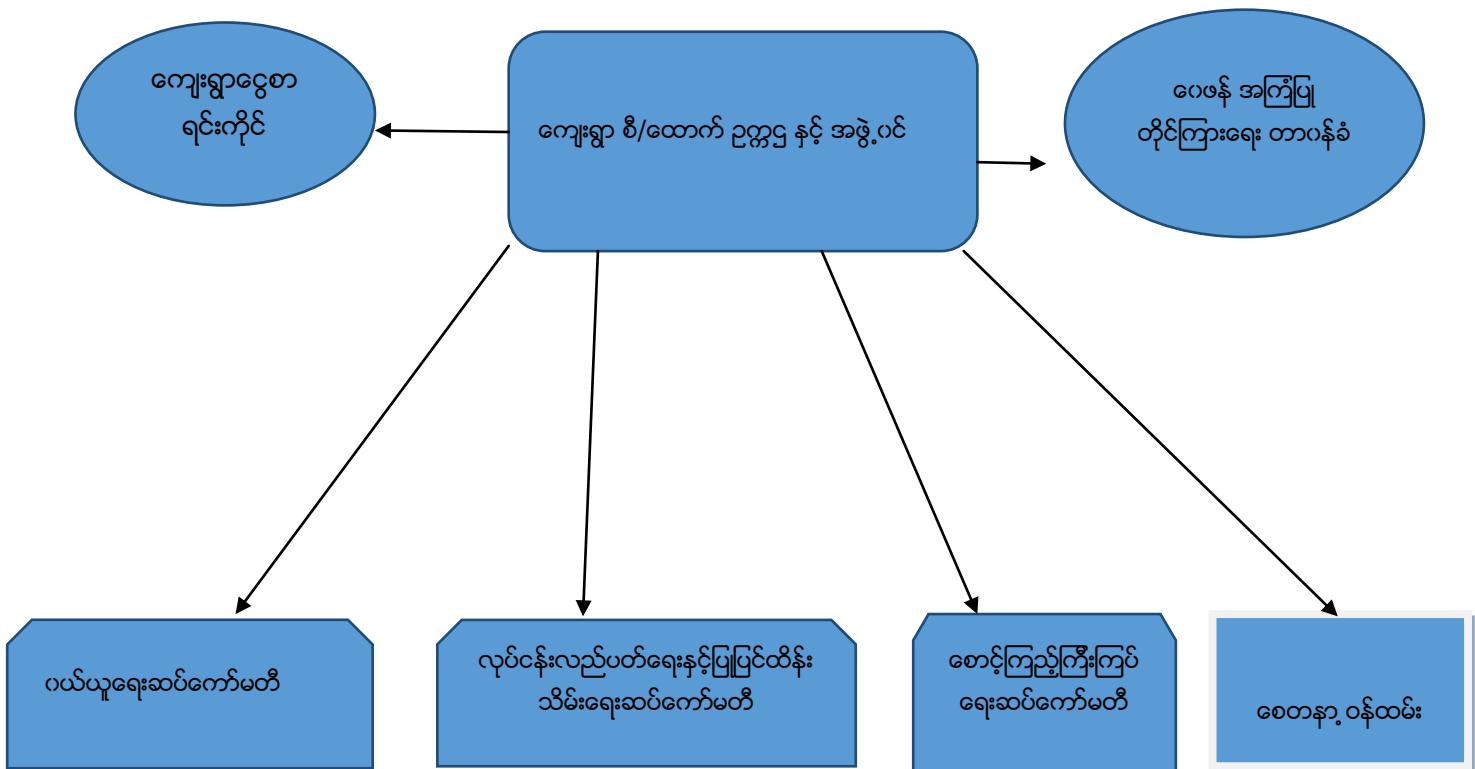 ကျေးရွာငွေစာ
ရင်းကိုင်
ကျေးရွာ စီ/ထောက် ဥက္ကဌ နှင့် အဖွဲ့၀င်
ဝေဖန် အကြံပြု
တိုင်ကြားရေး တာ၀န်ခံ
၀ယ်ယူရေးဆပ်ကော်မတီ
လုပ်ငန်းလည်ပတ်ရေးနှင့်ပြုပြင်ထိန်း
သိမ်းရေးဆပ်ကော်မတီ
စောင့်ကြည့်ကြီးကြပ်
ရေးဆပ်ကော်မတီ
စေတနာ့ ဝန်ထမ်း